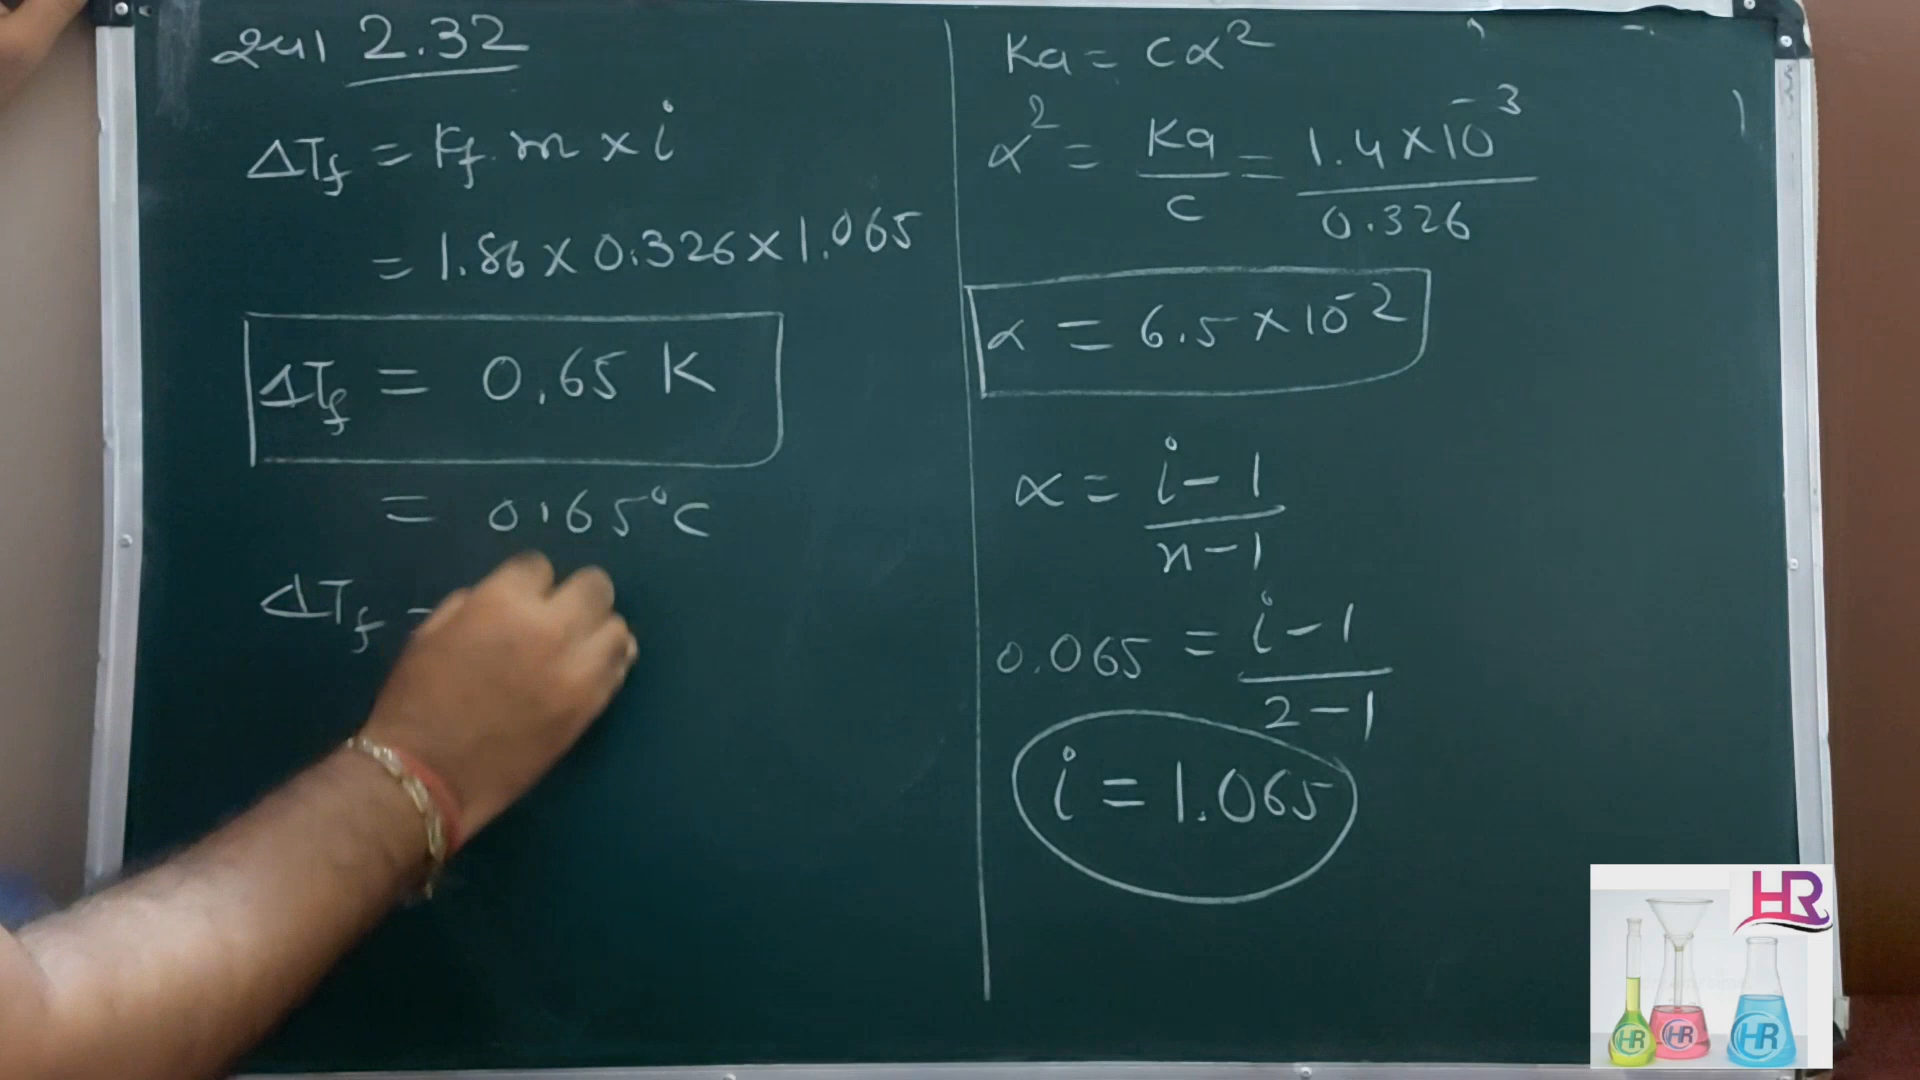 દાખલો 2.32
ΔTf = Kf. m × i
= 1.86 × 0.326 × 1.065
ΔTf = 0.65 K
= 0.65°C
ΔTf =
Ka = Cα²
α² = Ka/C = 1.4 × 10⁻³/0.326
α = 6.5 × 10⁻²
α = i - 1/n - 1
0.065 = i - 1/2 - 1
i = 1.065
HR
HR HR HR